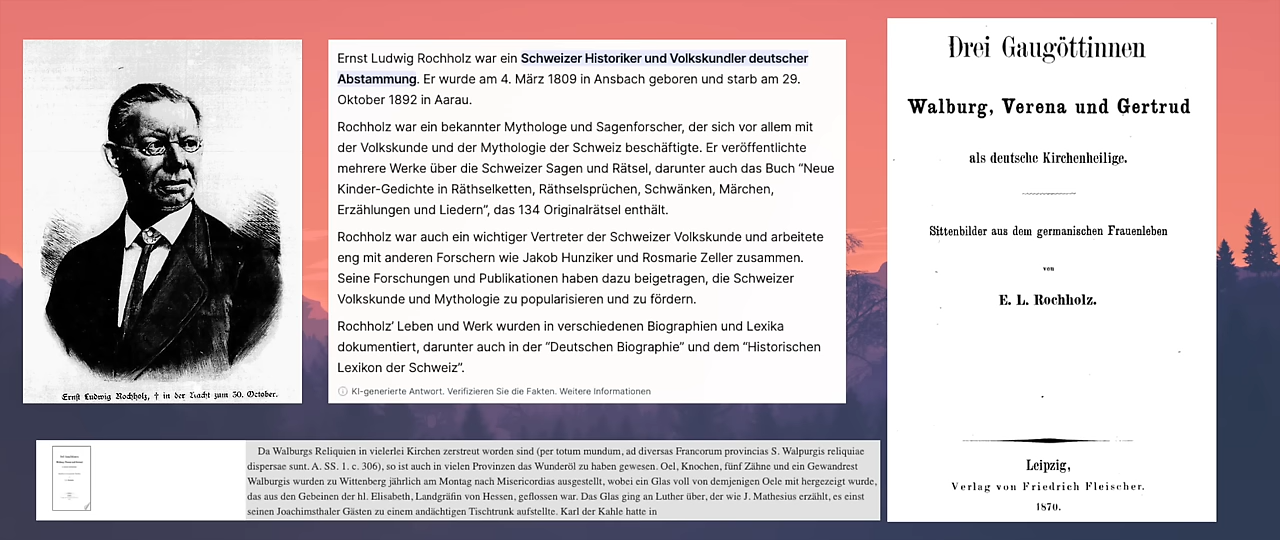 Ernst Ludwig Rochholz, † in der Nacht zum 30. October.
Ernst Ludwig Rochholz war ein Schweizer Historiker und Volkskundler deutscher
Abstammung. Er wurde am 4. März 1809 in Ansbach geboren und starb am 29.
Oktober 1892 in Aarau.
Rochholz war ein bekannter Mythologe und Sagenforscher, der sich vor allem mit
der Volkskunde und der Mythologie der Schweiz beschäftigte. Er veröffentlichte
mehrere Werke über die Schweizer Sagen und Rätsel, darunter auch das Buch “Neue
Kinder-Gedichte in Räthselketten, Räthselsprüchen, Schwänken, Märchen,
Erzählungen und Liedern”, das 134 Originalrätsel enthält.
Rochholz war auch ein wichtiger Vertreter der Schweizer Volkskunde und arbeitete
eng mit anderen Forschern wie Jakob Hunziker und Rosmarie Zeller zusammen.
Seine Forschungen und Publikationen haben dazu beigetragen, die Schweizer
Volkskunde und Mythologie zu popularisieren und zu fördern.
Rochholz’ Leben und Werk wurden in verschiedenen Biographien und Lexika
dokumentiert, darunter auch in der “Deutschen Biographie” und dem “Historischen
Lexikon der Schweiz”.
KI-generierte Antwort. Verifizieren Sie die Fakten. Weitere Informationen
Drei Gaugöttinnen
Walburg, Verena und Gertrud
als deutsche Kirchenheilige.
Sittenbilder aus dem germanischen Frauenleben
von
E. L. Rochholz.
Leipzig,
Verlag von Friedrich Fleischer.
1870.
Da Walburgs Reliquien in vielerlei Kirchen zerstreut worden sind (per totum mundum, ad diversas Francorum provincias S. Walpurgis reliquiae
dispersae sunt. A. SS. 1. c. 306), so ist auch in vielen Provinzen das Wunderöl zu haben gewesen. Oel, Knochen, fünf Zähne und ein Gewandrest
Walburgis wurden zu Wittenberg jährlich am Montag nach Misericordias ausgestellt, wobei ein Glas voll von demjenigen Oele mit hergezeigt wurde,
das aus den Gebeinen der hl. Elisabeth, Landgräfin von Hessen, geflossen war. Das Glas ging an Luther über, der wie J. Mathesius erzählt, es einst
seinen Joachimsthaler Gästen zu einem andächtigen Tischtrunk aufstellte. Karl der Kahle hatte in